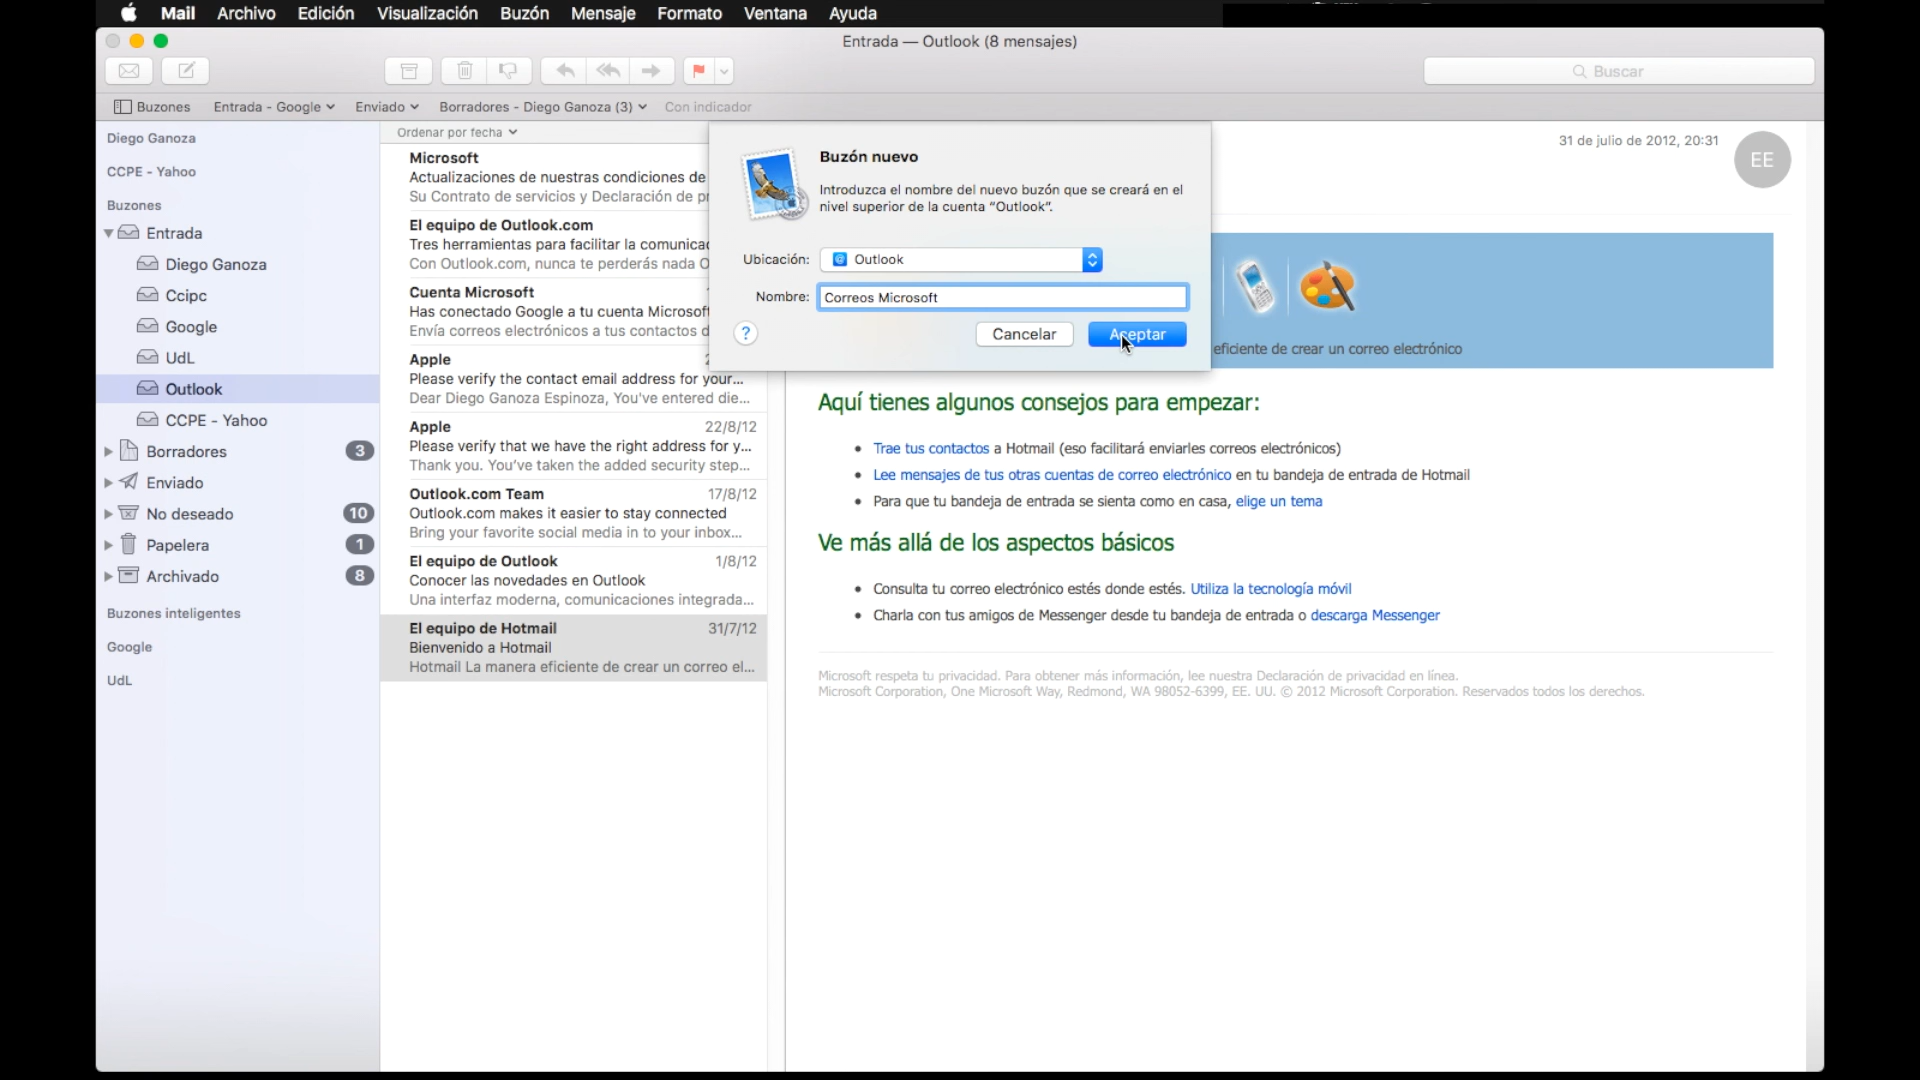 Mail Archivo Edición Visualización Buzón Mensaje Formato Ventana Ayuda
Entrada — Outlook (8 mensajes)
Buscar
Buzones Entrada - Google Enviado Borradores - Diego Ganoza (3) Con indicador
Diego Ganoza
CCPE - Yahoo
Buzones
Entrada
Diego Ganoza
Ccipc
Google
UdL
Outlook
CCPE - Yahoo
Borradores 3
Enviado
No deseado 10
Papelera 1
Archivado 8
Buzones inteligentes
Google
UdL
Ordenar por fecha
Microsoft
Actualizaciones de nuestras condiciones de
Su Contrato de servicios y Declaración de
El equipo de Outlook.com
Tres herramientas para facilitar la
Con Outlook.com, nunca te perderás nada
Cuenta Microsoft
Has conectado Google a tu cuenta Microsoft
Envía correos electrónicos a tus contactos
Apple
Please verify the contact email address for your...
Dear Diego Ganoza Espinoza, You've entered die...
Apple 22/8/12
Please verify that we have the right address for y...
Thank you. You've taken the added security step...
Outlook.com Team 17/8/12
Outlook.com makes it easier to stay connected
Bring your favorite social media in to your inbox...
El equipo de Outlook 1/8/12
Conocer las novedades en Outlook
Una interfaz moderna, comunicaciones integrada...
El equipo de Hotmail 31/7/12
Bienvenido a Hotmail
Hotmail La manera eficiente de crear un correo el...
Buzón nuevo
Introduzca el nombre del nuevo buzón que se creará en el
nivel superior de la cuenta “Outlook”.
Ubicación: Outlook
Nombre: Correos Microsoft
? Cancelar Aceptar
31 de julio de 2012, 20:31
EE
eficiente de crear un correo electrónico
Aquí tienes algunos consejos para empezar:
• Trae tus contactos a Hotmail (eso facilitará enviarles correos electrónicos)
• Lee mensajes de tus otras cuentas de correo electrónico en tu bandeja de entrada de Hotmail
• Para que tu bandeja de entrada se sienta como en casa, elige un tema
Ve más allá de los aspectos básicos
• Consulta tu correo electrónico estés donde estés. Utiliza la tecnología móvil
• Charla con tus amigos de Messenger desde tu bandeja de entrada o descarga Messenger
Microsoft respeta tu privacidad. Para obtener más información, lee nuestra Declaración de privacidad en línea.
Microsoft Corporation, One Microsoft Way, Redmond, WA 98052-6399, EE. UU. © 2012 Microsoft Corporation. Reservados todos los derechos.